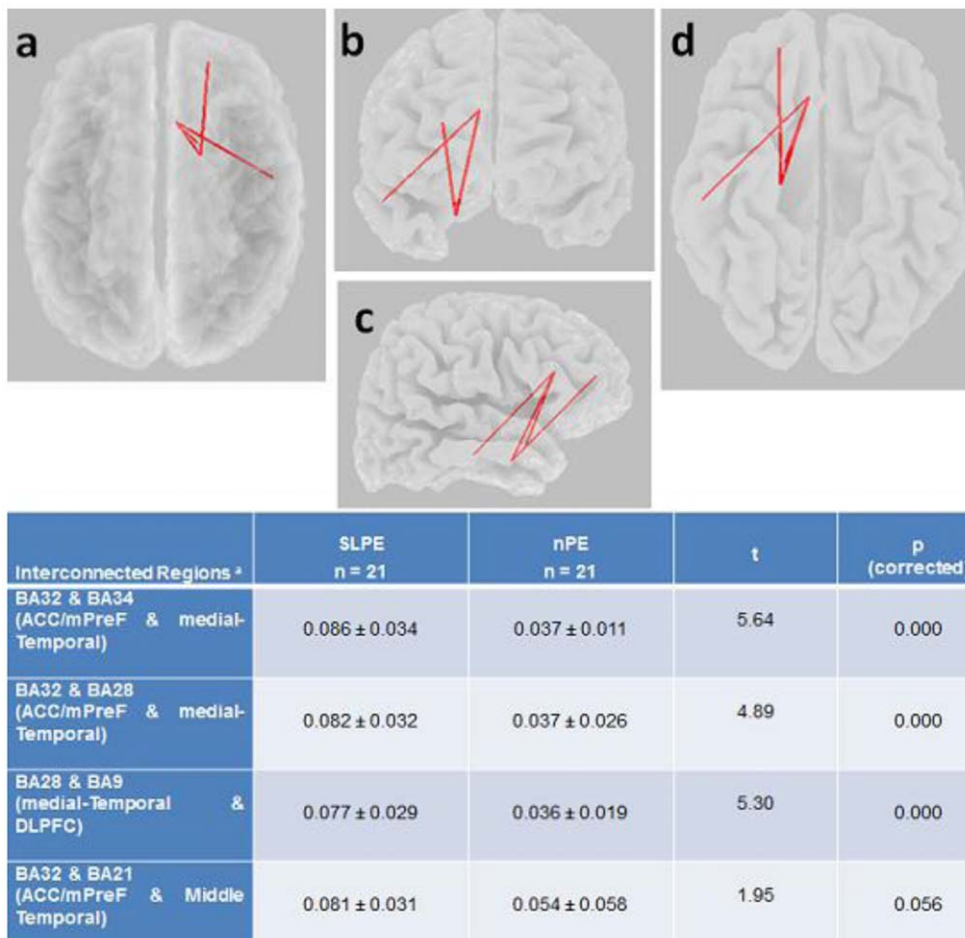 a
b
d
c
Interconnected Regions ᵃ
SLPE
n = 21
nPE
n = 21
t
p
(corrected
BA32 & BA34
(ACC/mPreF & medial-
Temporal)
0.086 ± 0.034
0.037 ± 0.011
5.64
0.000
BA32 & BA28
(ACC/mPreF & medial-
Temporal)
0.082 ± 0.032
0.037 ± 0.026
4.89
0.000
BA28 & BA9
(medial-Temporal &
DLPFC)
0.077 ± 0.029
0.036 ± 0.019
5.30
0.000
BA32 & BA21
(ACC/mPreF & Middle
Temporal)
0.081 ± 0.031
0.054 ± 0.058
1.95
0.056